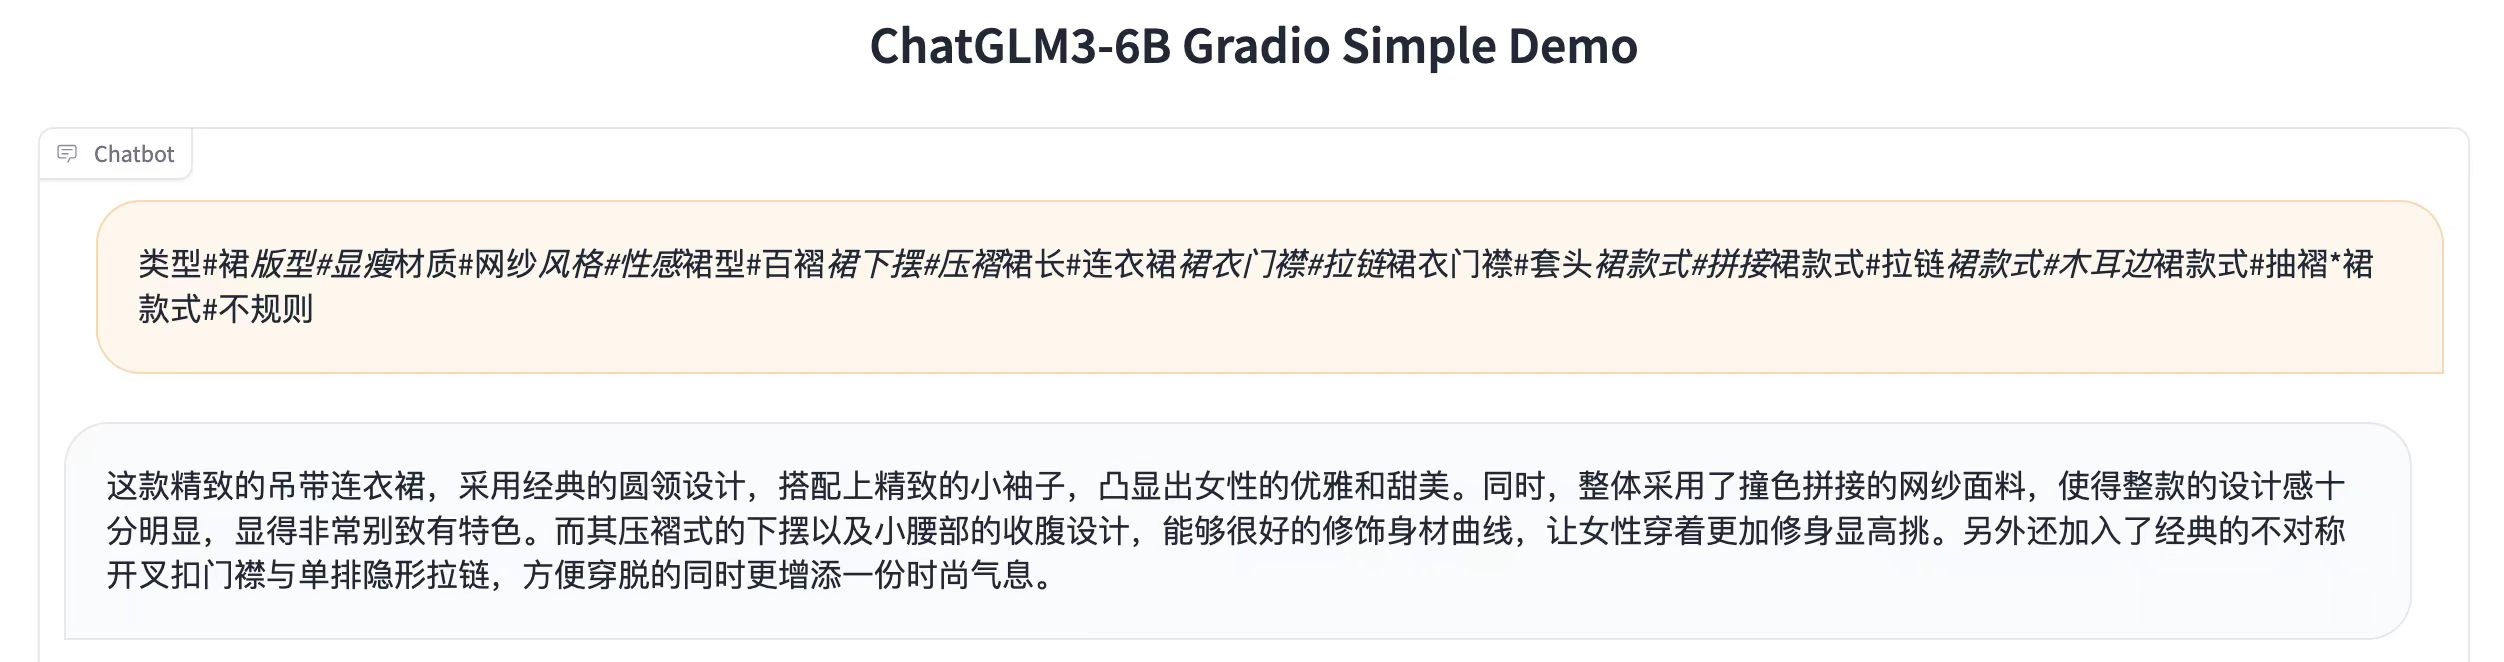 ChatGLM3-6B Gradio Simple Demo
Chatbot
类型#裙版型#显瘦材质#网纱风格#性感裙型#百褶裙下摆#压褶裙长#连衣裙裙衣门襟#拉链裙衣门襟#套头裙款式#拼接裙款式#拉链裙款式#木耳边裙款式#抽褶*裙
款式#不规则
这款精致的吊带连衣裙，采用经典的圆领设计，搭配上精致的小袖子，凸显出女性的优雅和甜美。同时，整体采用了撞色拼接的网纱面料，使得整款的设计感十
分明显，显得非常别致有特色。而其压褶式的下摆以及小腰部的收腹设计，能够很好的修饰身材曲线，让女性穿着更加修身显高挑。另外还加入了经典的不对称
开叉扣门襟与单排隐形拉链，方便穿脱的同时更增添一份时尚气息。